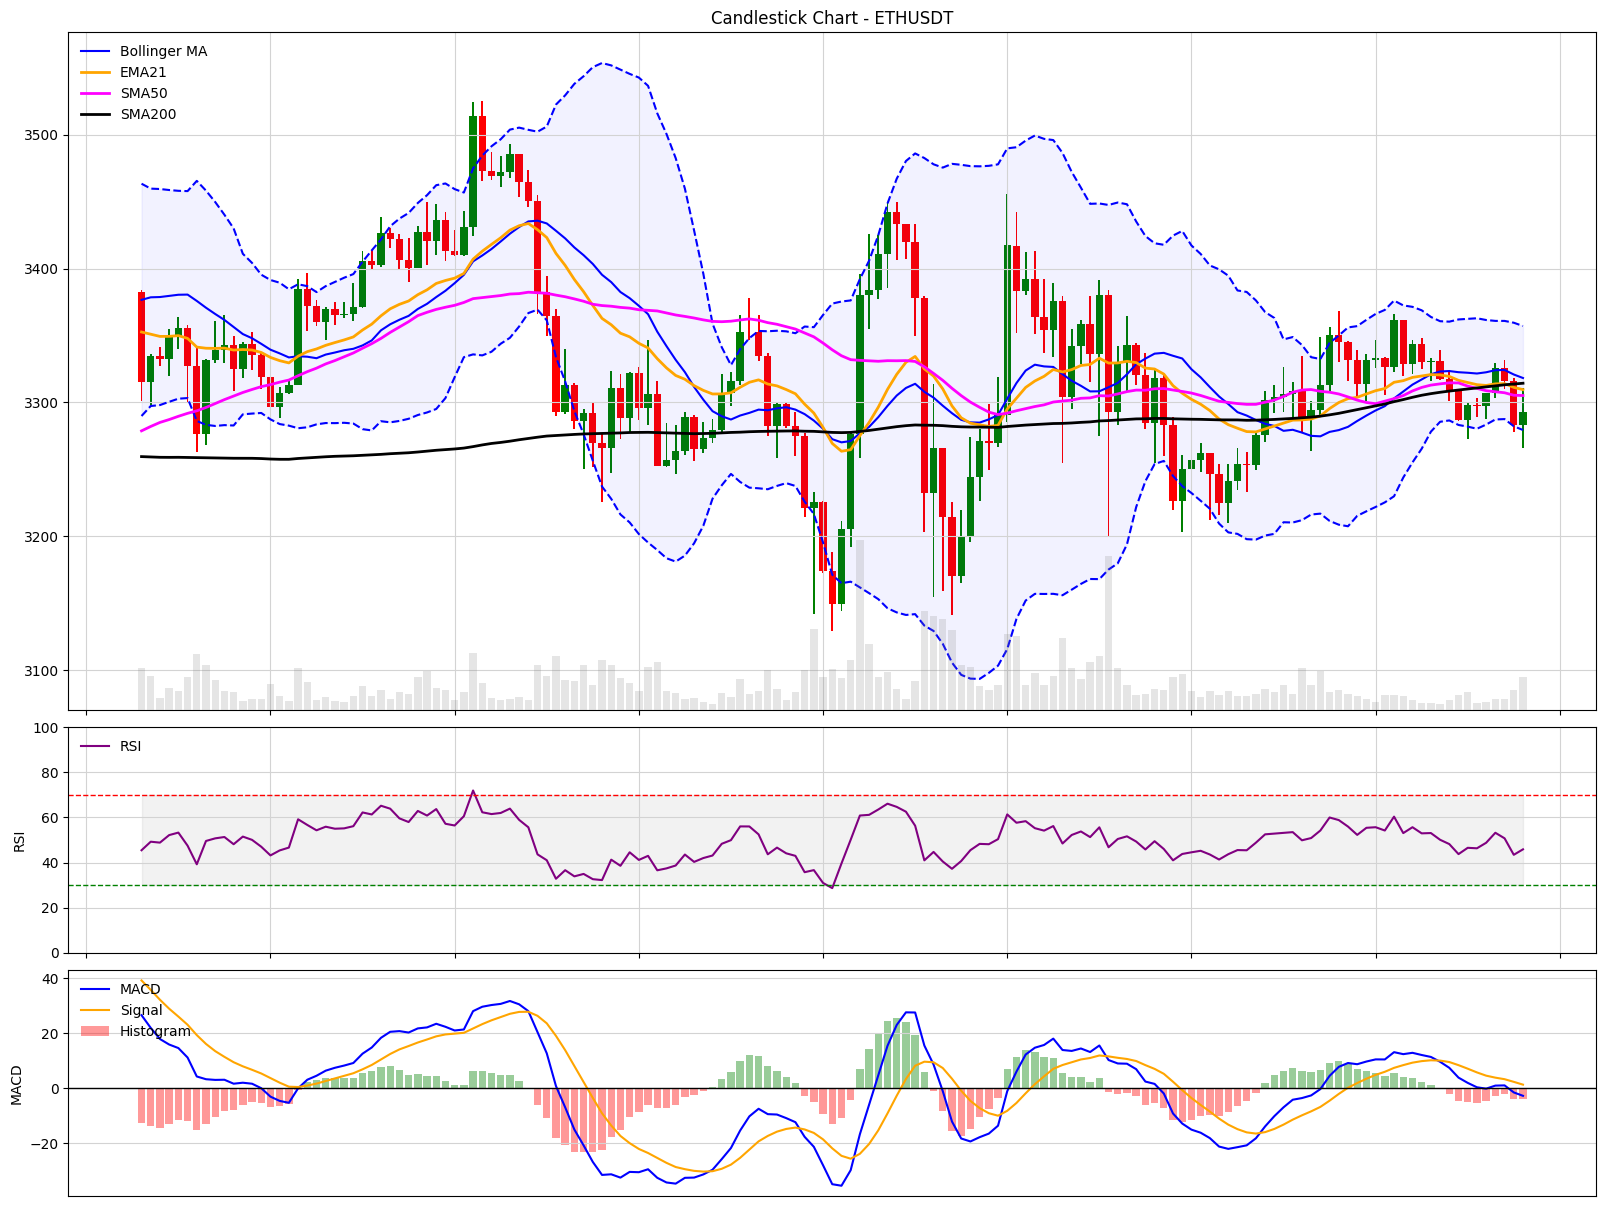 Candlestick Chart - ETHUSDT
Bollinger MA
EMA21
SMA50
SMA200
3500
3400
3300
3200
3100
RSI
100
80
60
40
20
0
RSI
MACD
Signal
Histogram
40
20
0
−20
MACD